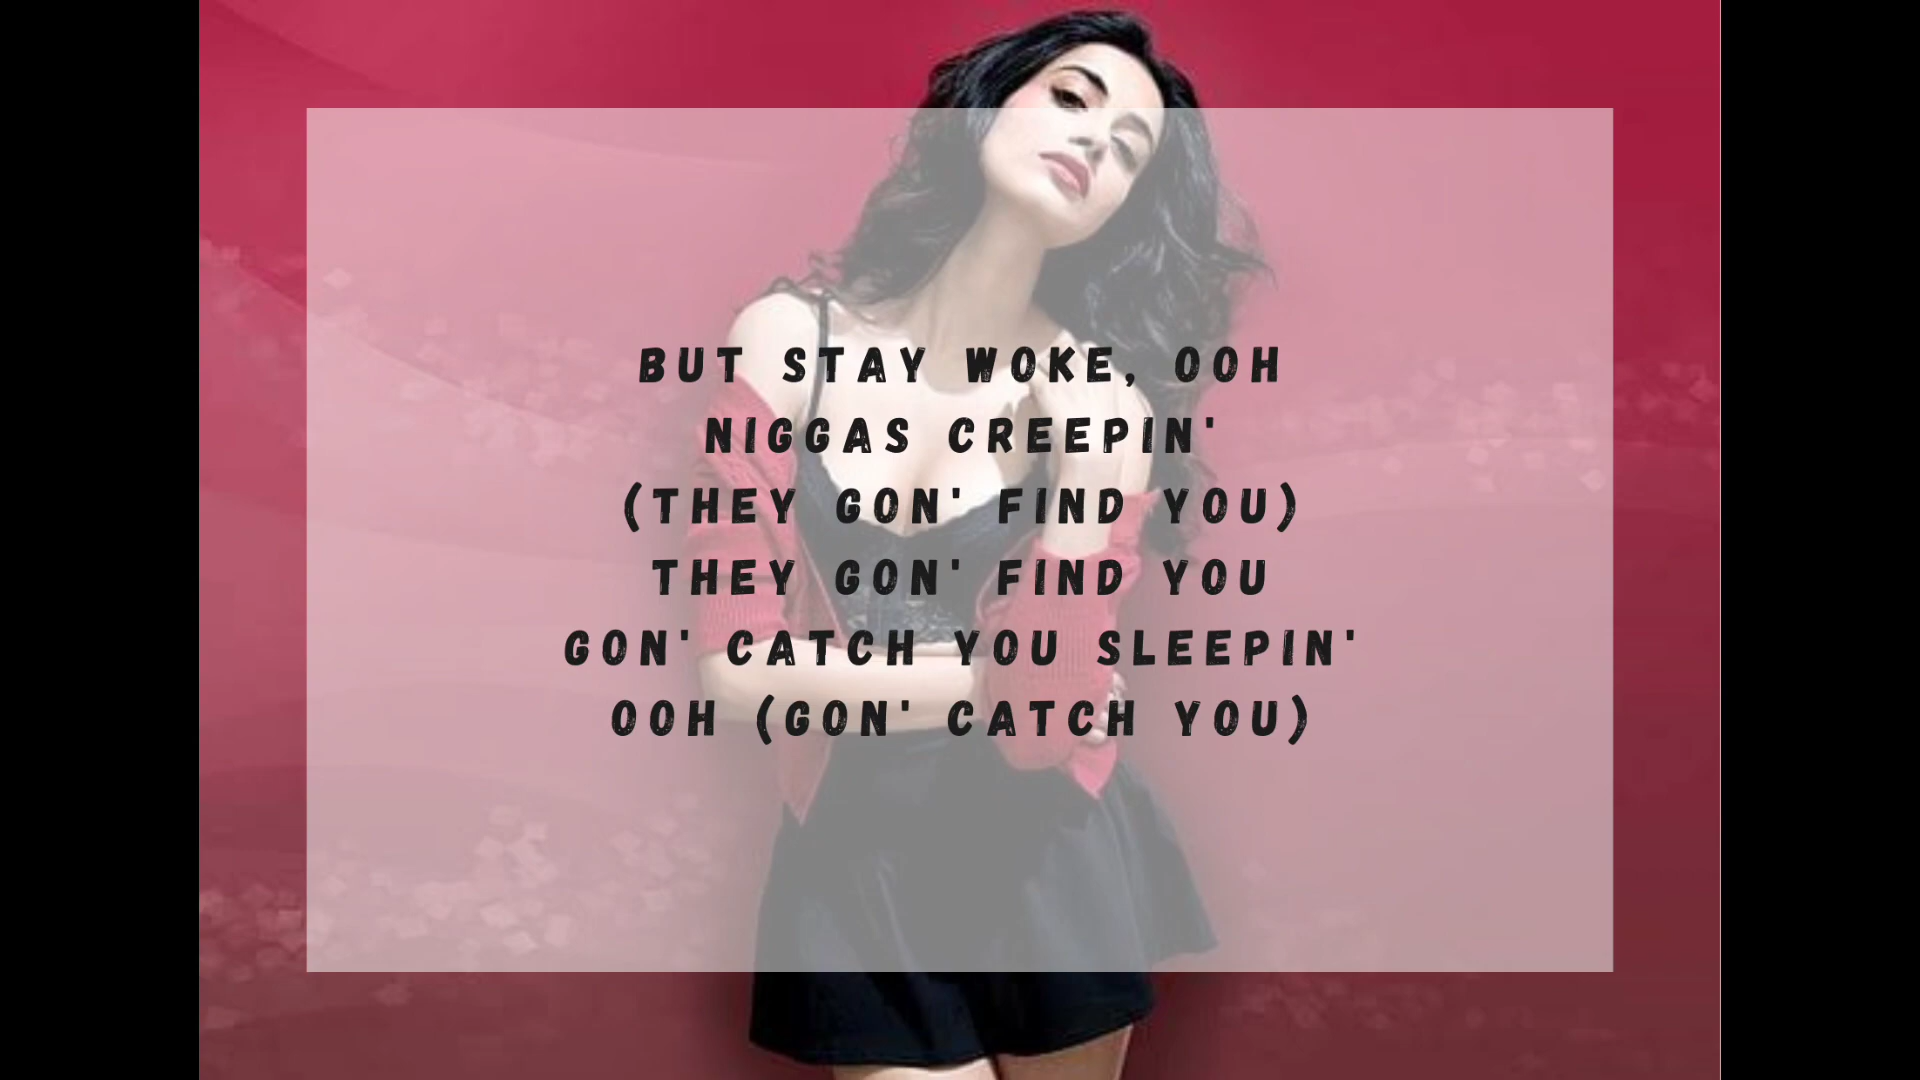 BUT STAY WOKE, OOH
NIGGAS CREEPIN'
(THEY GON' FIND YOU)
THEY GON' FIND YOU
GON' CATCH YOU SLEEPIN'
OOH (GON' CATCH YOU)